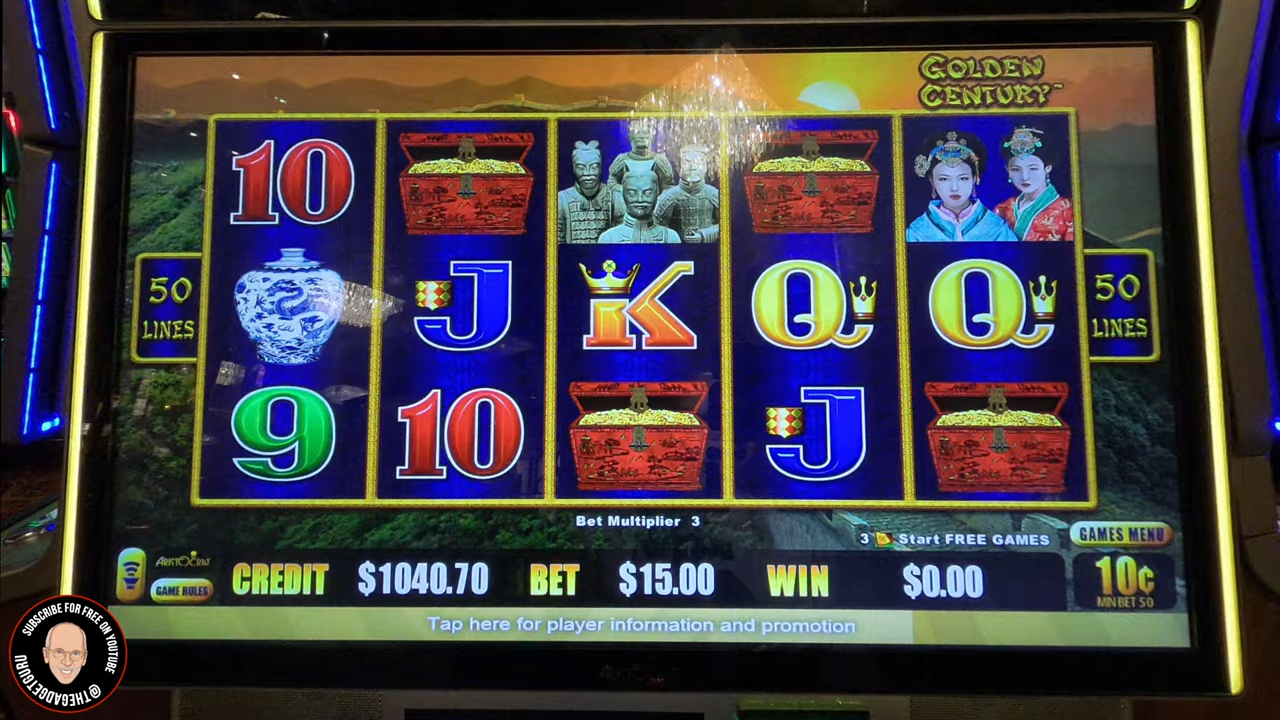 GOLDEN
CENTURY™
10
J
K
Q
Q
9
10
J
50
LINES
50
LINES
Bet Multiplier 3
3 Start FREE GAMES
GAMES MENU
ARISTOCRAT
GAME RULES
CREDIT $1040.70 BET $15.00 WIN $0.00
10¢
MIN BET 50
Tap here for player information and promotion
SUBSCRIBE FOR FREE ON YOUTUBE
@THEGADGETGURU